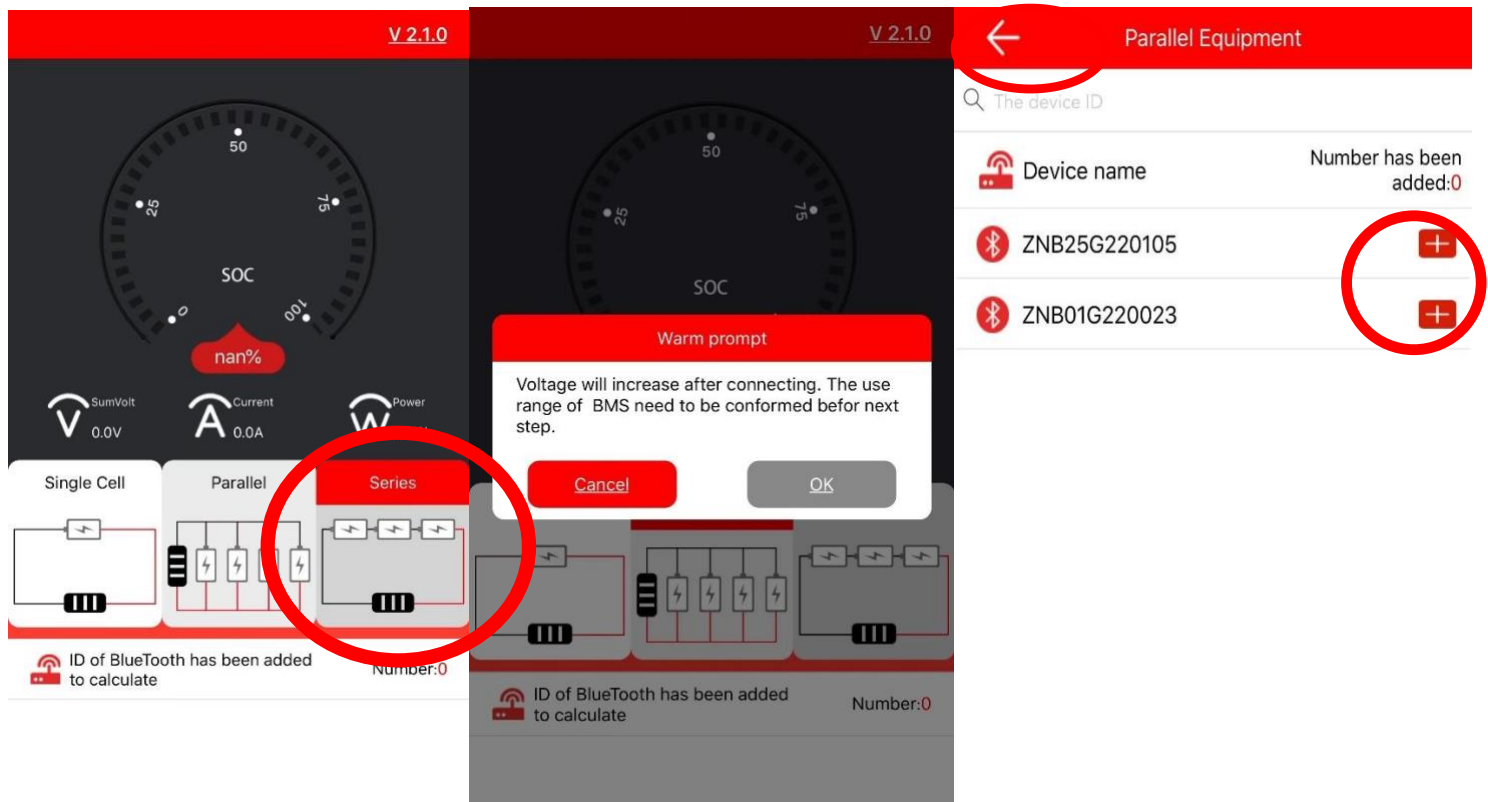 V 2.1.0
50
25
75
SOC
0
100
nan%
SumVolt
0.0V
Current
0.0A
Power
Single Cell
Parallel
Series
ID of BlueTooth has been added
to calculate
Number:0
V 2.1.0
50
25
75
SOC
Warm prompt
Voltage will increase after connecting. The use
range of BMS need to be conformed befor next
step.
Cancel
OK
ID of BlueTooth has been added
to calculate
Number:0
Parallel Equipment
The device ID
Device name
Number has been
added:0
ZNB25G220105
ZNB01G220023